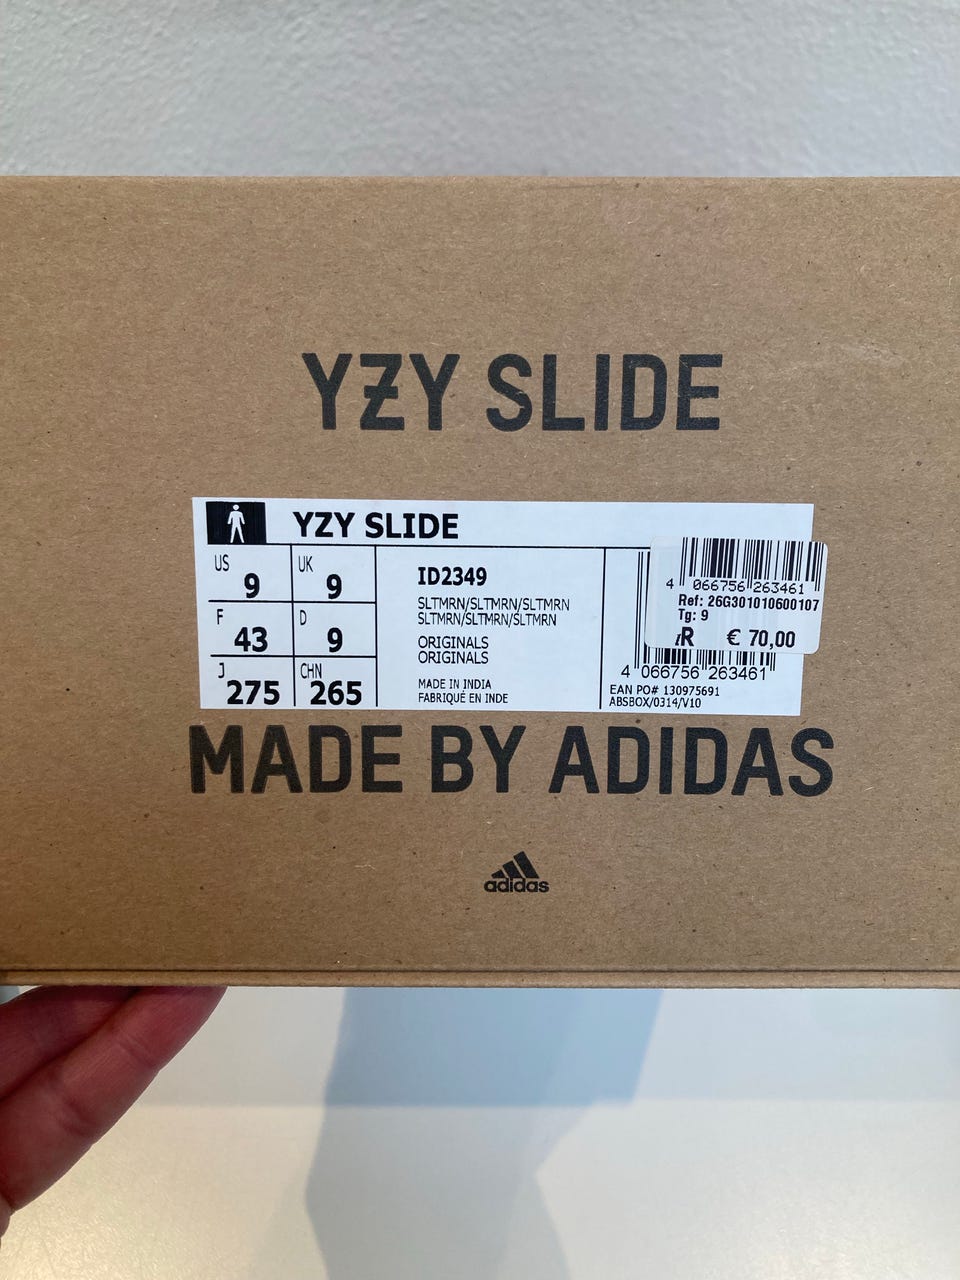 YZY SLIDE
YZY SLIDE
US
9
UK
9
F
43
D
9
J
275
CHN
265
ID2349
SLTMRN/SLTMRN/SLTMRN
SLTMRN/SLTMRN/SLTMRN
ORIGINALS
ORIGINALS
MADE IN INDIA
FABRIQUÉ EN INDE
4 066756 263461
Ref: 26G301010600107
Tg: 9
€ 70,00
4 066756 263461
EAN PO# 130975691
ABSBOX/0314/V10
MADE BY ADIDAS
adidas